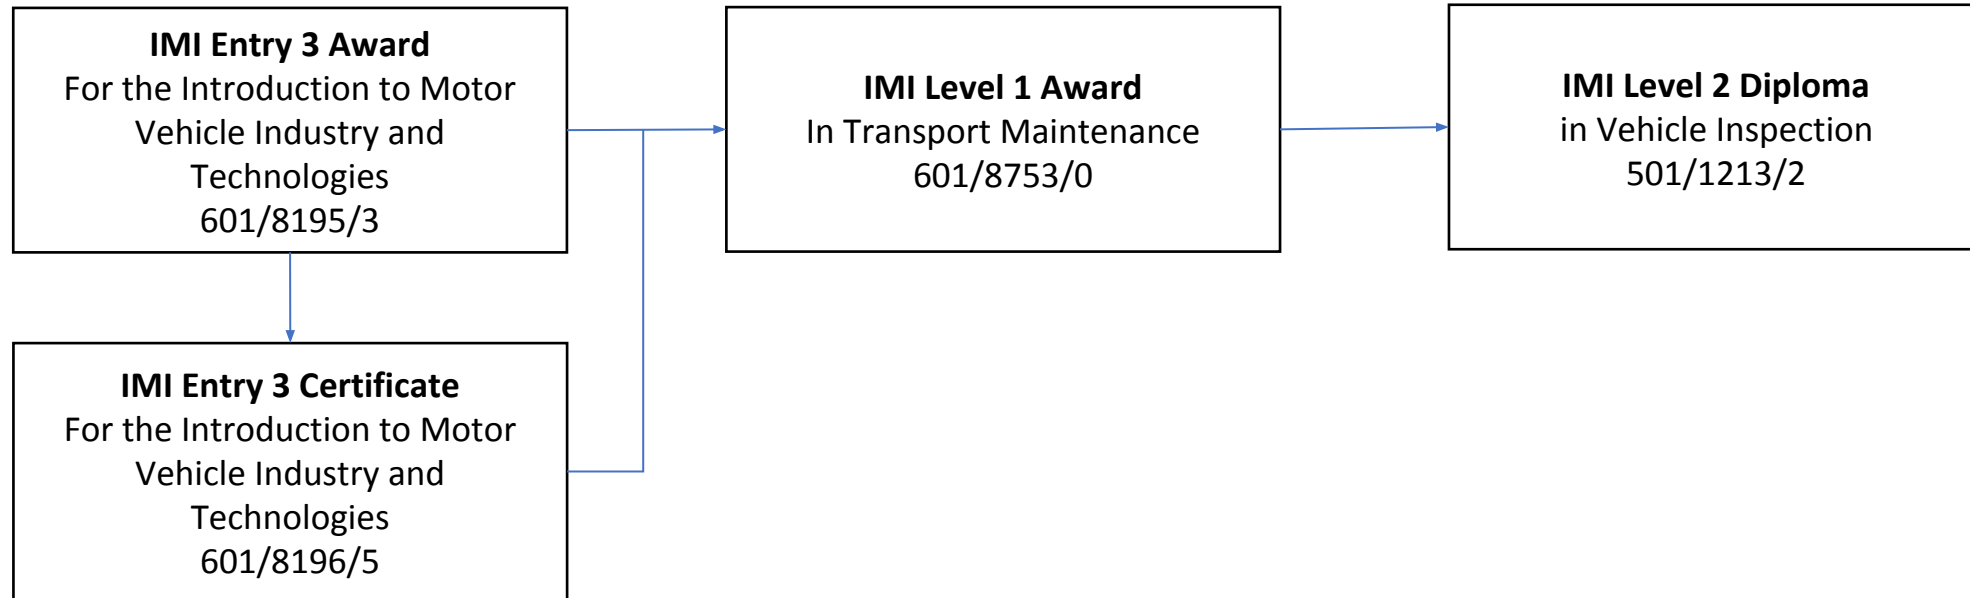 IMI Entry 3 Award
For the Introduction to Motor
Vehicle Industry and
Technologies
601/8195/3
IMI Level 1 Award
In Transport Maintenance
601/8753/0
IMI Level 2 Diploma
in Vehicle Inspection
501/1213/2
IMI Entry 3 Certificate
For the Introduction to Motor
Vehicle Industry and
Technologies
601/8196/5